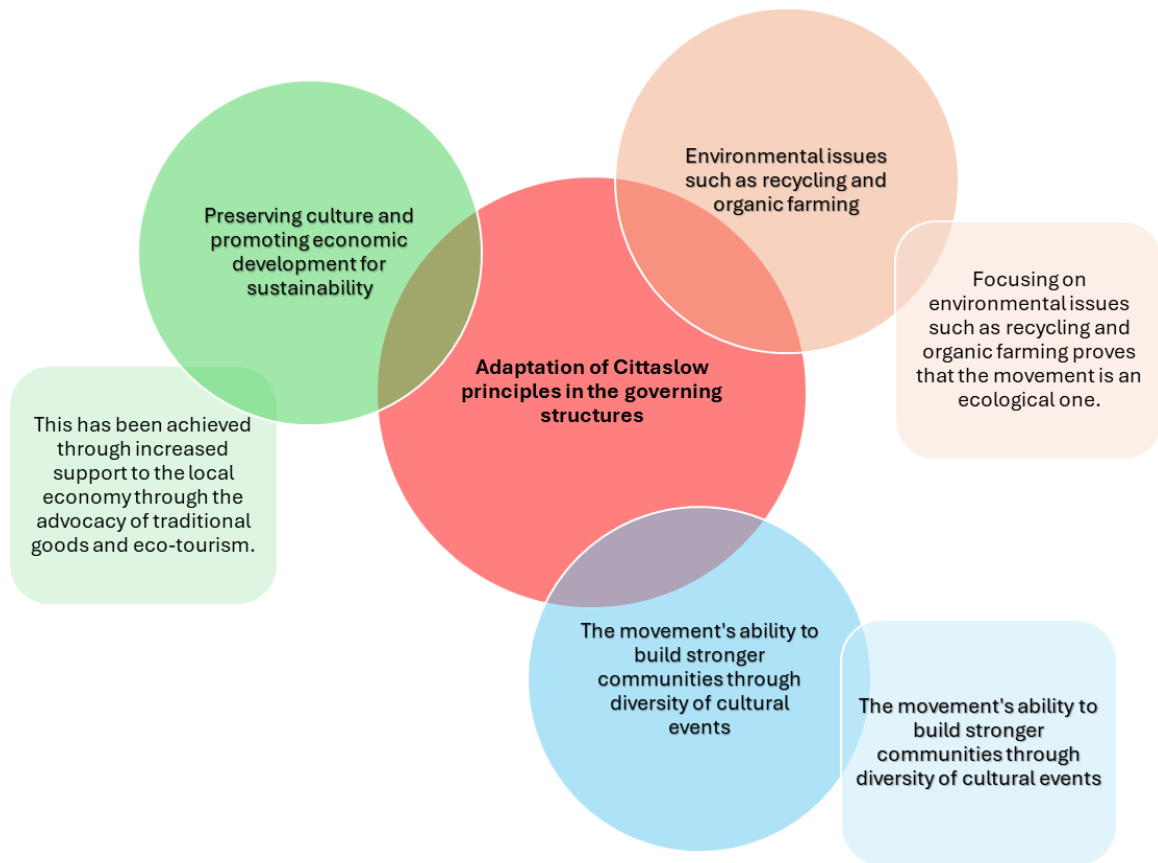 Environmental issues
such as recycling and
organic farming
Preserving culture and
promoting economic
development for
sustainability
Focusing on
environmental issues
such as recycling and
organic farming proves
that the movement is an
ecological one.
Adaptation of Cittaslow
principles in the governing
structures
This has been achieved
through increased
support to the local
economy through the
advocacy of traditional
goods and eco-tourism.
The movement's ability to
build stronger
communities through
diversity of cultural
events
The movement's ability to
build stronger
communities through
diversity of cultural events